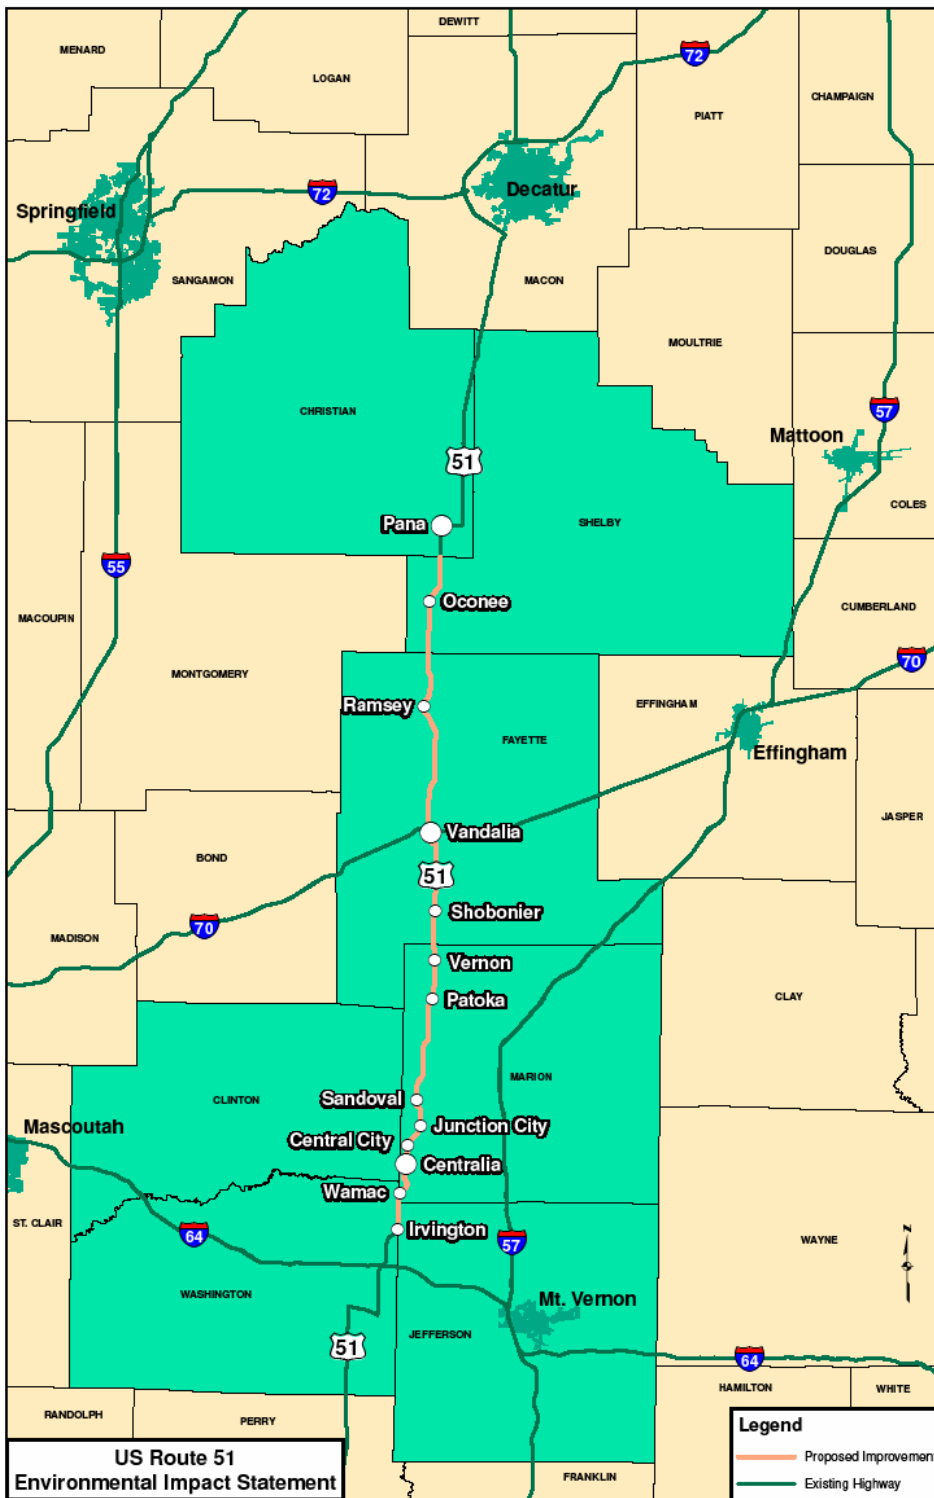 DEWITT
MENARD
LOGAN
72
PIATT
CHAMPAIGN
Springfield
72
Decatur
DOUGLAS
SANGAMON
MACON
MOULTRIE
CHRISTIAN
57
Mattoon
51
COLES
Pana
SHELBY
55
Oconee
CUMBERLAND
MACOUPIN
70
MONTGOMERY
Ramsey
EFFINGHAM
FAYETTE
Effingham
Vandalia
JASPER
BOND
51
Shobonier
70
MADISON
Vernon
Patoka
CLAY
MARION
CLINTON
Sandoval
Mascoutah
Junction City
Central City
Centralia
Wamac
ST. CLAIR
Irvington
64
57
N
WAYNE
WASHINGTON
Mt. Vernon
JEFFERSON
51
64
HAMILTON
WHITE
RANDOLPH
PERRY
FRANKLIN
US Route 51
Environmental Impact Statement
Legend
Proposed Improvement
Existing Highway